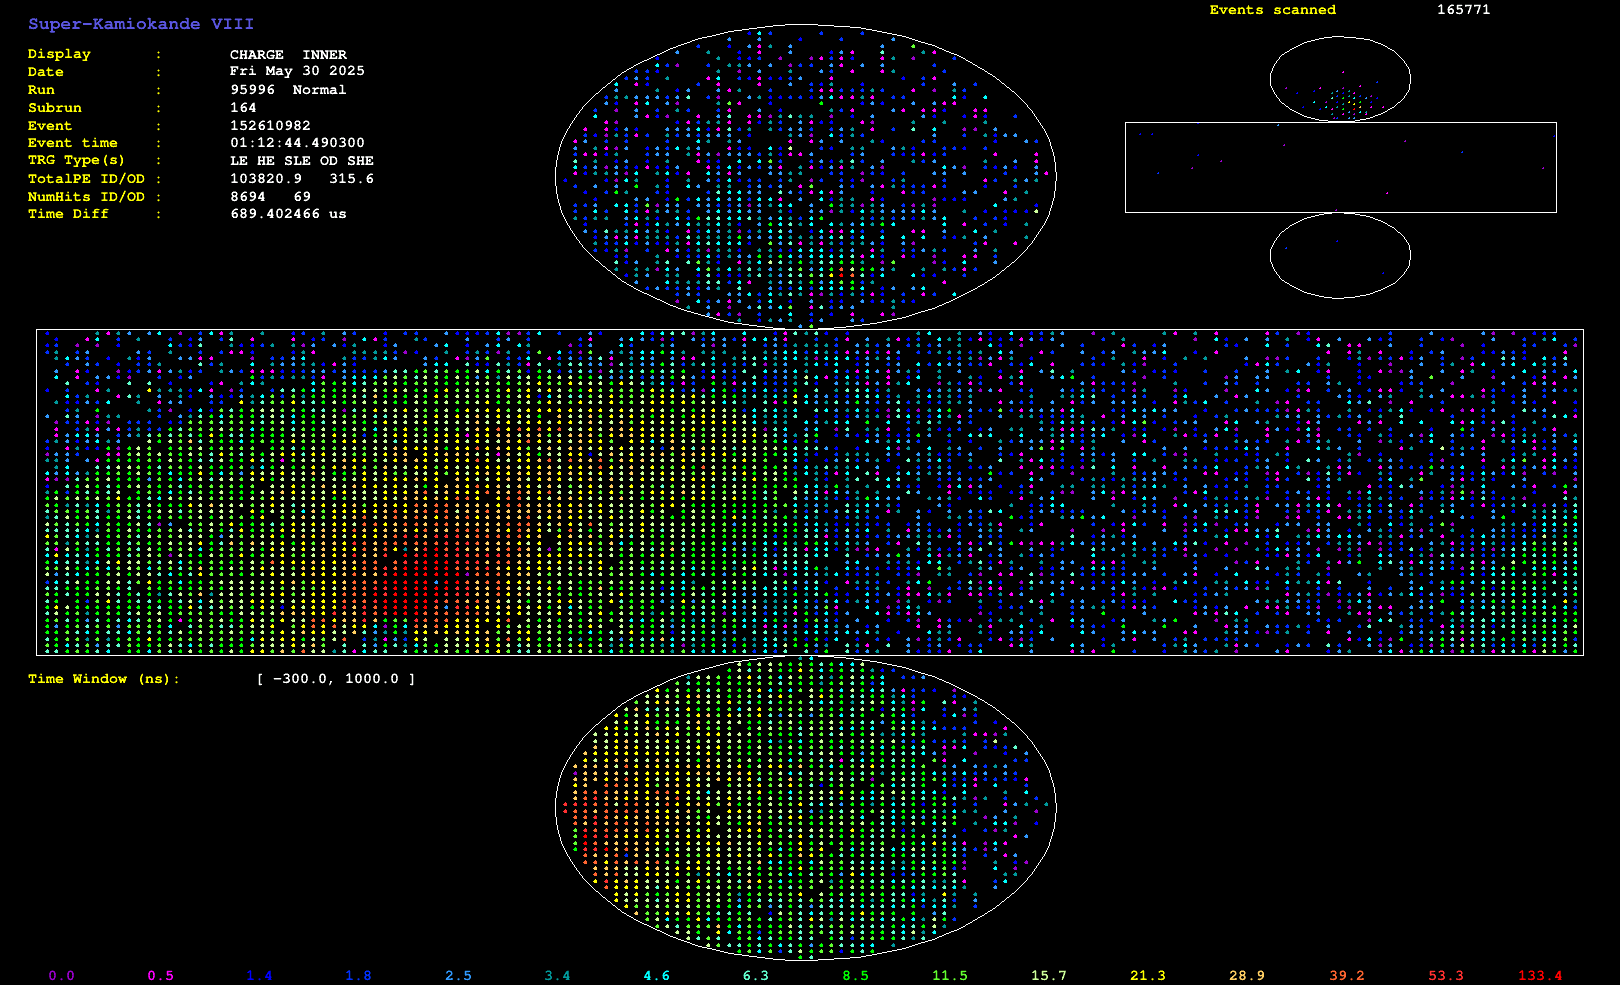 Super-Kamiokande VIII
Events scanned 165771
Display : CHARGE INNER
Date : Fri May 30 2025
Run : 95996 Normal
Subrun : 164
Event : 152610982
Event time : 01:12:44.490300
TRG Type(s) : LE HE SLE OD SHE
TotalPE ID/OD : 103820.9 315.6
NumHits ID/OD : 8694 69
Time Diff : 689.402466 us
Time Window (ns): [ -300.0, 1000.0 ]
0.0 0.5 1.4 1.8 2.5 3.4 4.6 6.3 8.5 11.5 15.7 21.3 28.9 39.2 53.3 133.4